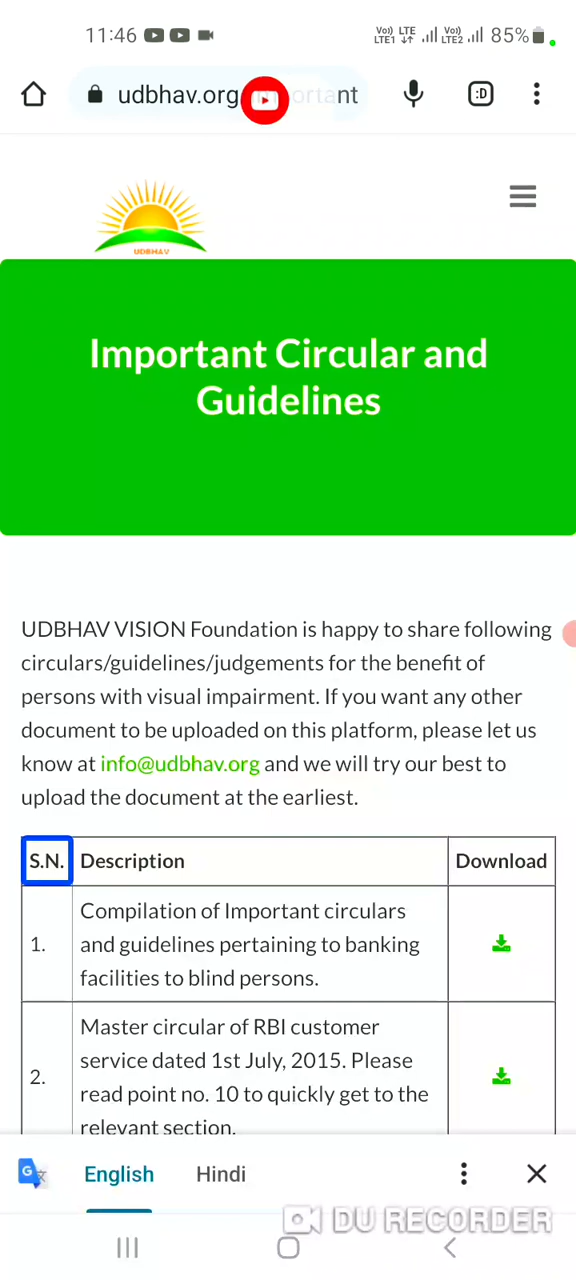 11:46
Vo) LTE Vo)
LTE1 LTE2 85%
udbhav.org
ortant
:D
UDBHAV
Important Circular and
Guidelines
UDBHAV VISION Foundation is happy to share following
circulars/guidelines/judgements for the benefit of
persons with visual impairment. If you want any other
document to be uploaded on this platform, please let us
know at info@udbhav.org and we will try our best to
upload the document at the earliest.
S.N. Description Download
1. Compilation of Important circulars
and guidelines pertaining to banking
facilities to blind persons.
2. Master circular of RBI customer
service dated 1st July, 2015. Please
read point no. 10 to quickly get to the
relevant section.
G English Hindi
DU RECORDER